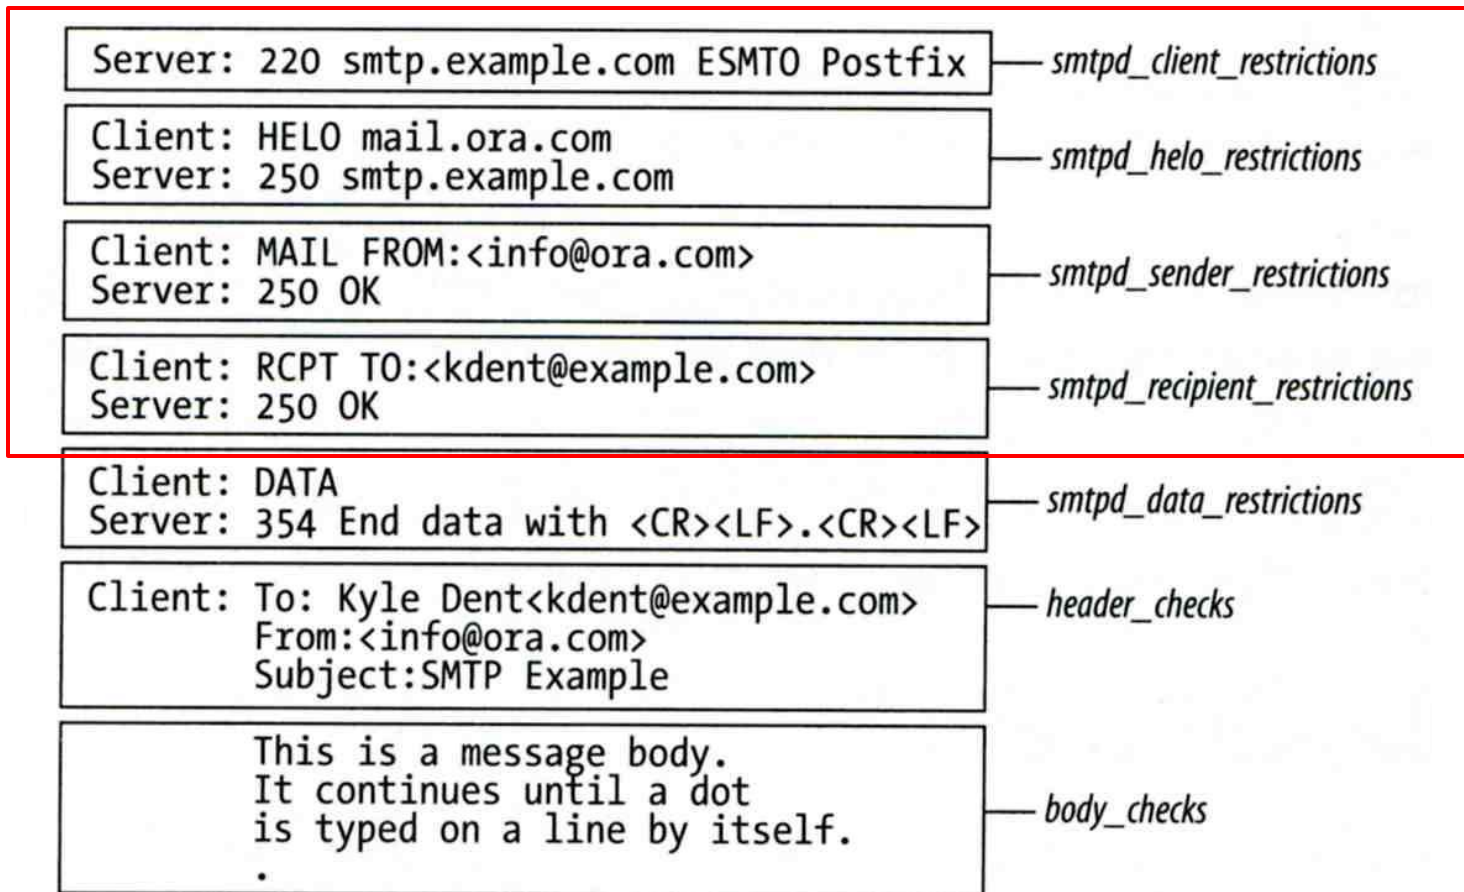 Server: 220 smtp.example.com ESMTO Postfix smtpd_client_restrictions
Client: HELO mail.ora.com
Server: 250 smtp.example.com
smtpd_helo_restrictions
Client: MAIL FROM:<info@ora.com>
Server: 250 OK
smtpd_sender_restrictions
Client: RCPT TO:<kdent@example.com>
Server: 250 OK
smtpd_recipient_restrictions
Client: DATA
Server: 354 End data with <CR><LF>.<CR><LF>
smtpd_data_restrictions
Client: To: Kyle Dent<kdent@example.com>
From:<info@ora.com>
Subject:SMTP Example
header_checks
This is a message body.
It continues until a dot
is typed on a line by itself.
.
body_checks